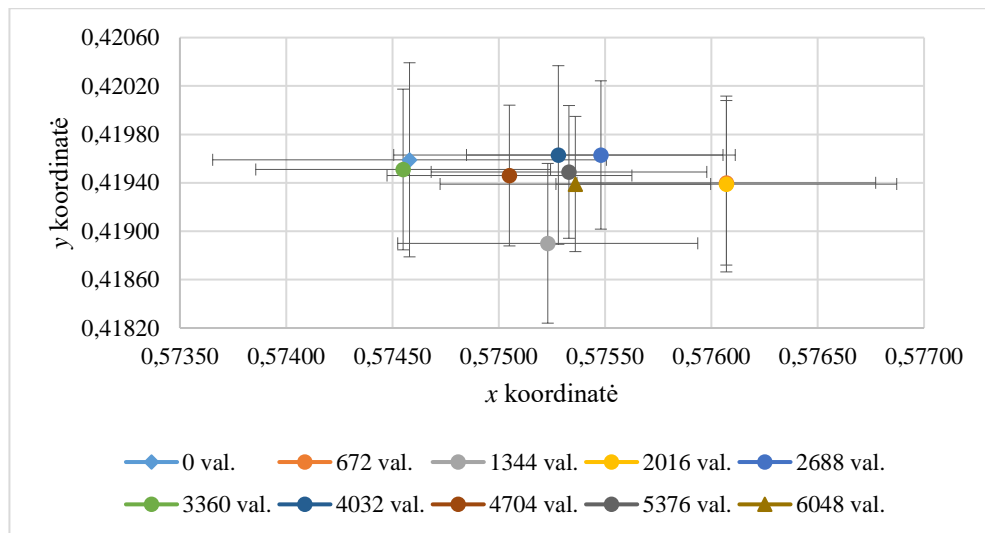 0,42060
0,42020
0,41980
0,41940
0,41900
0,41860
0,41820
y koordinatė
0,57350 0,57400 0,57450 0,57500 0,57550 0,57600 0,57650 0,57700
x koordinatė
0 val. 672 val. 1344 val. 2016 val. 2688 val.
3360 val. 4032 val. 4704 val. 5376 val. 6048 val.